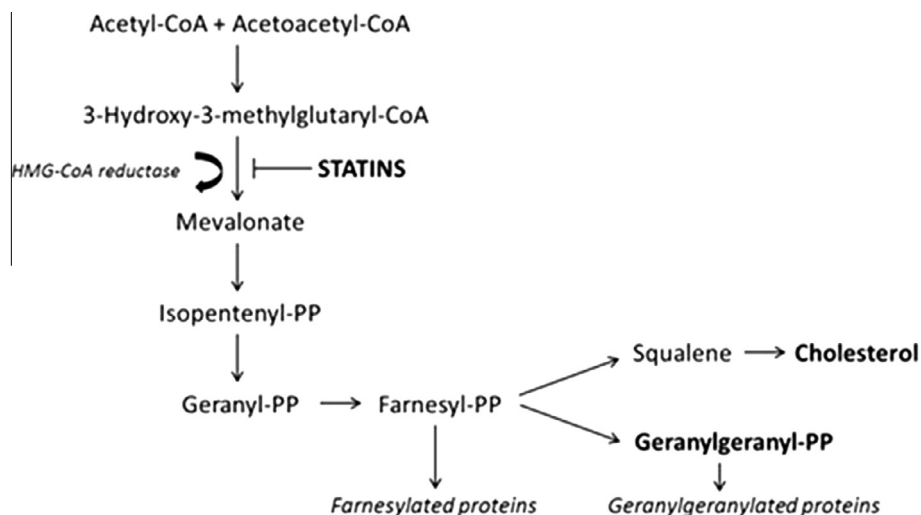 Acetyl-CoA + Acetoacetyl-CoA
3-Hydroxy-3-methylglutaryl-CoA
HMG-CoA reductase
STATINS
Mevalonate
Isopentenyl-PP
Squalene
Cholesterol
Geranyl-PP
Farnesyl-PP
Geranylgeranyl-PP
Farnesylated proteins
Geranylgeranylated proteins